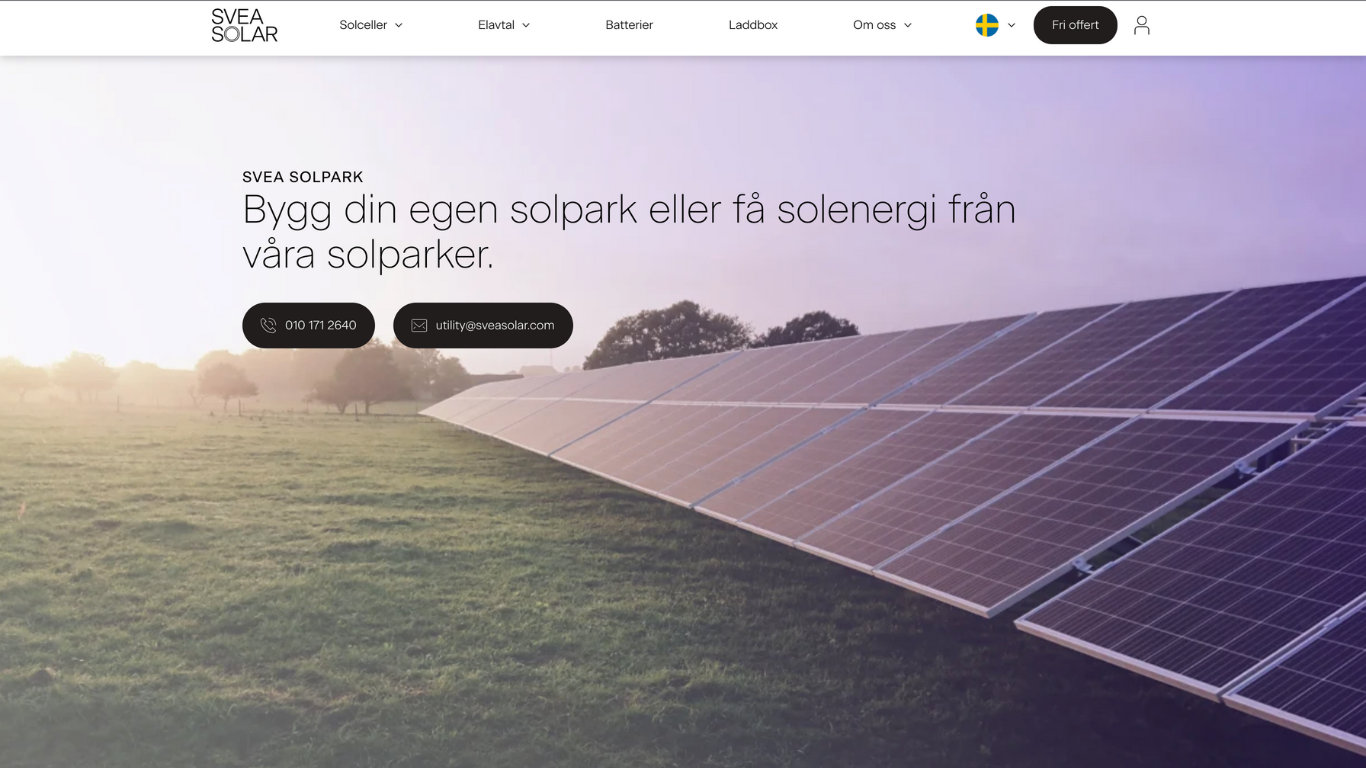 SVEA
SOLAR
Solceller
Elavtal
Batterier
Laddbox
Om oss
Fri offert
SVEA SOLPARK
Bygg din egen solpark eller få solenergi från
våra solparker.
010 171 2640
utility@sveasolar.com